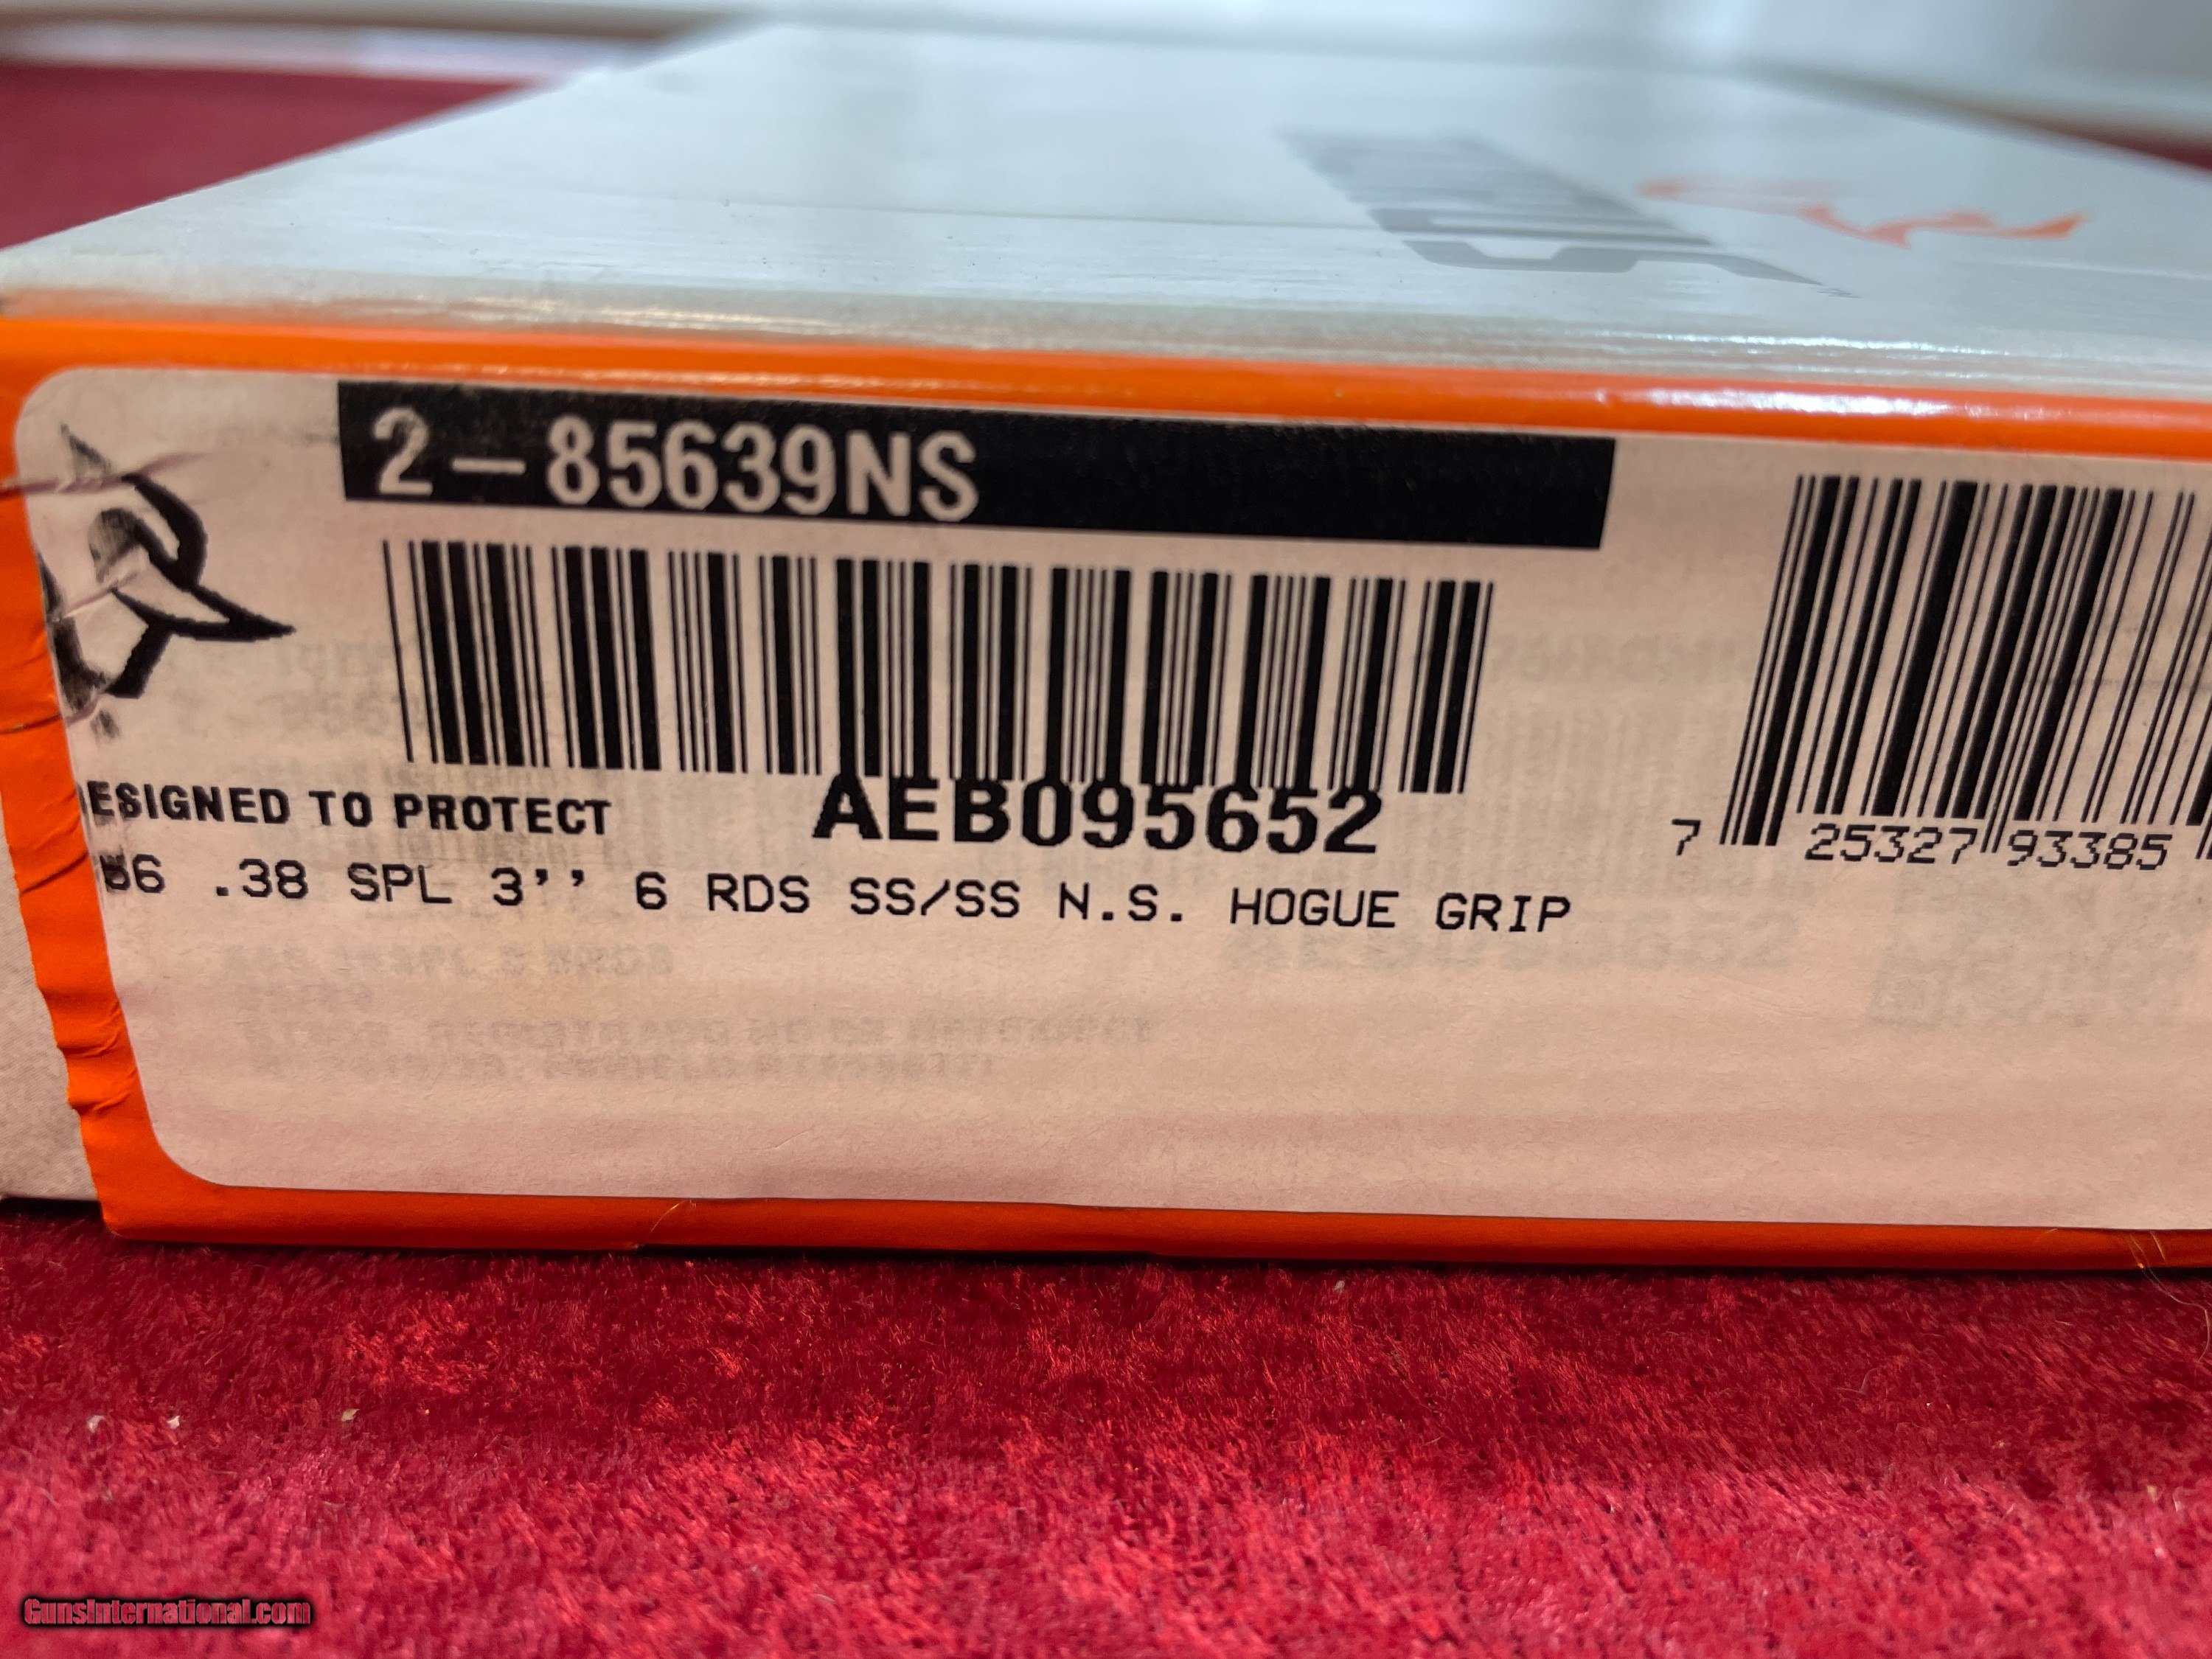 2-85639NS
AEB095652
7 25327 93385
ESIGNED TO PROTECT
56 .38 SPL 3'' 6 RDS SS/SS N.S. HOGUE GRIP
GunsInternational.com